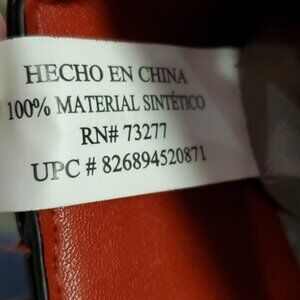 HECHO EN CHINA
100% MATERIAL SINTÉTICO
RN# 73277
UPC # 826894520871